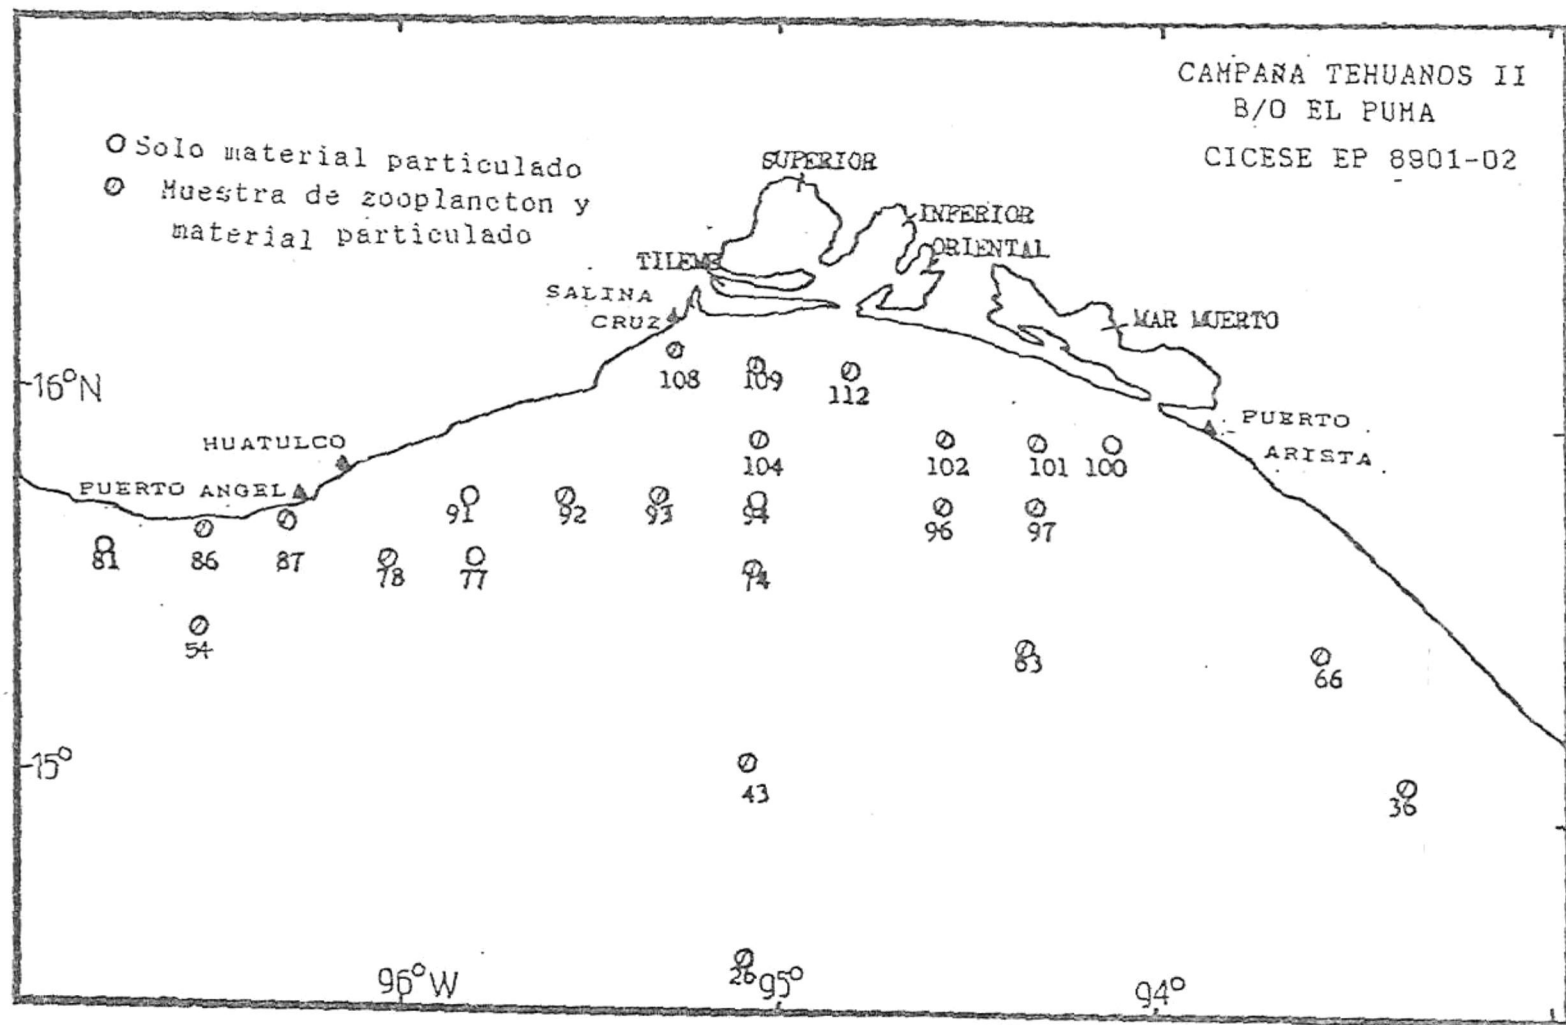 CAMPAÑA TEHUANOS II
B/O EL PUMA
CICESE EP 8901-02
Solo material particulado
Muestra de zooplancton y
material particulado
SUPERIOR
INFERIOR
ORIENTAL
TILEME
SALINA
CRUZ
MAR MUERTO
16°N
108
109
112
HUATULCO
PUERTO
ARISTA
104
102
101
100
PUERTO ANGEL
91
92
93
94
96
97
81
86
87
78
77
74
54
63
66
15°
43
36
26
96°W
95°
94°